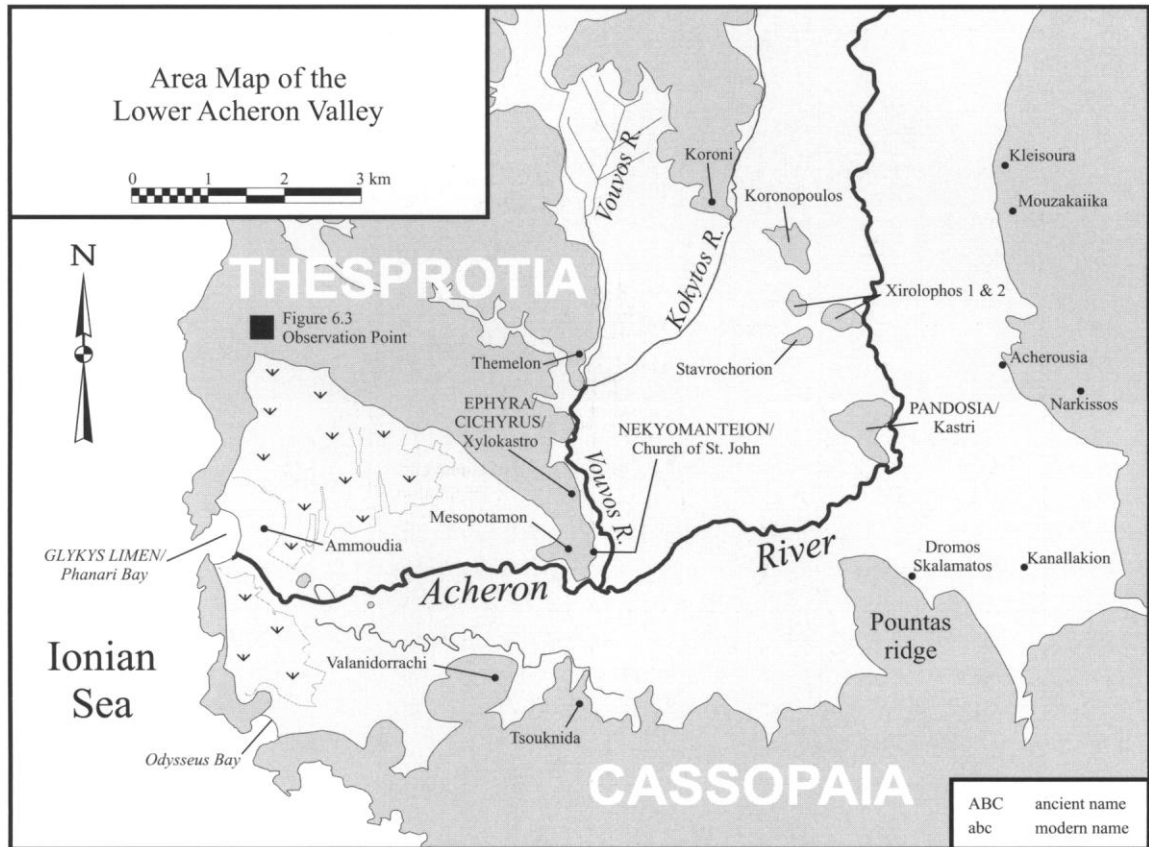 Area Map of the
Lower Acheron Valley
0 1 2 3 km
N
THESPROTIA
Figure 6.3
Observation Point
Vouvos R.
Koroni
Koronopoulos
Kokytos R.
Kleisoura
Mouzakaiika
Xirolophos 1 & 2
Themelon
Stavrochorion
Acherousia
Narkissos
EPHYRA/
CICHYRUS/
Xylokastro
NEKYOMANTEION/
Church of St. John
PANDOSIA/
Kastri
Vouvos R.
Mesopotamon
Ammoudia
GLYKYS LIMEN/
Phanari Bay
Acheron
River
Dromos
Skalamatos
Kanallakion
Pountas
ridge
Ionian
Sea
Valanidorrachi
Tsouknida
Odysseus Bay
CASSOPAIA
ABC ancient name
abc modern name